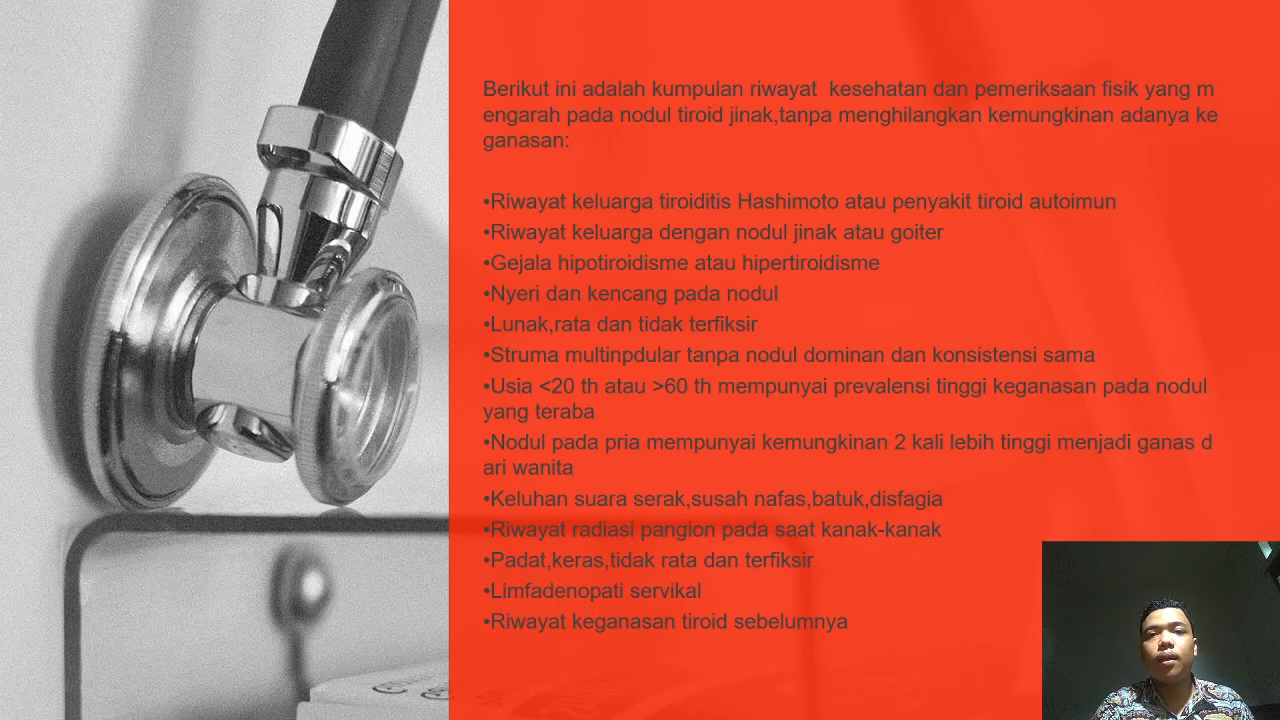 Berikut ini adalah kumpulan riwayat  kesehatan dan pemeriksaan fisik yang m
engarah pada nodul tiroid jinak,tanpa menghilangkan kemungkinan adanya ke
ganasan:
•Riwayat keluarga tiroiditis Hashimoto atau penyakit tiroid autoimun
•Riwayat keluarga dengan nodul jinak atau goiter
•Gejala hipotiroidisme atau hipertiroidisme
•Nyeri dan kencang pada nodul
•Lunak,rata dan tidak terfiksir
•Struma multinpdular tanpa nodul dominan dan konsistensi sama
•Usia <20 th atau >60 th mempunyai prevalensi tinggi keganasan pada nodul
yang teraba
•Nodul pada pria mempunyai kemungkinan 2 kali lebih tinggi menjadi ganas d
ari wanita
•Keluhan suara serak,susah nafas,batuk,disfagia
•Riwayat radiasi pangion pada saat kanak-kanak
•Padat,keras,tidak rata dan terfiksir
•Limfadenopati servikal
•Riwayat keganasan tiroid sebelumnya